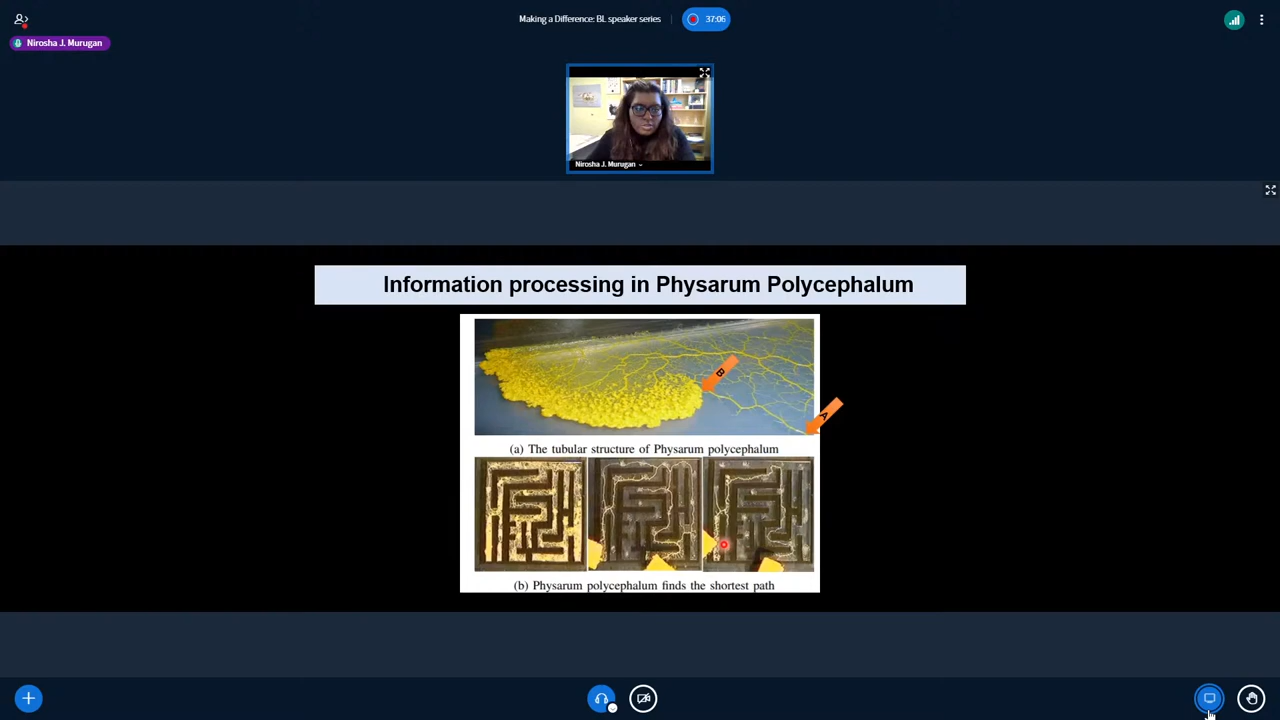 Making a Difference: BL speaker series
37:06
Nirosha J. Murugan
Nirosha J. Murugan
Information processing in Physarum Polycephalum
B
A
(a) The tubular structure of Physarum polycephalum
(b) Physarum polycephalum finds the shortest path